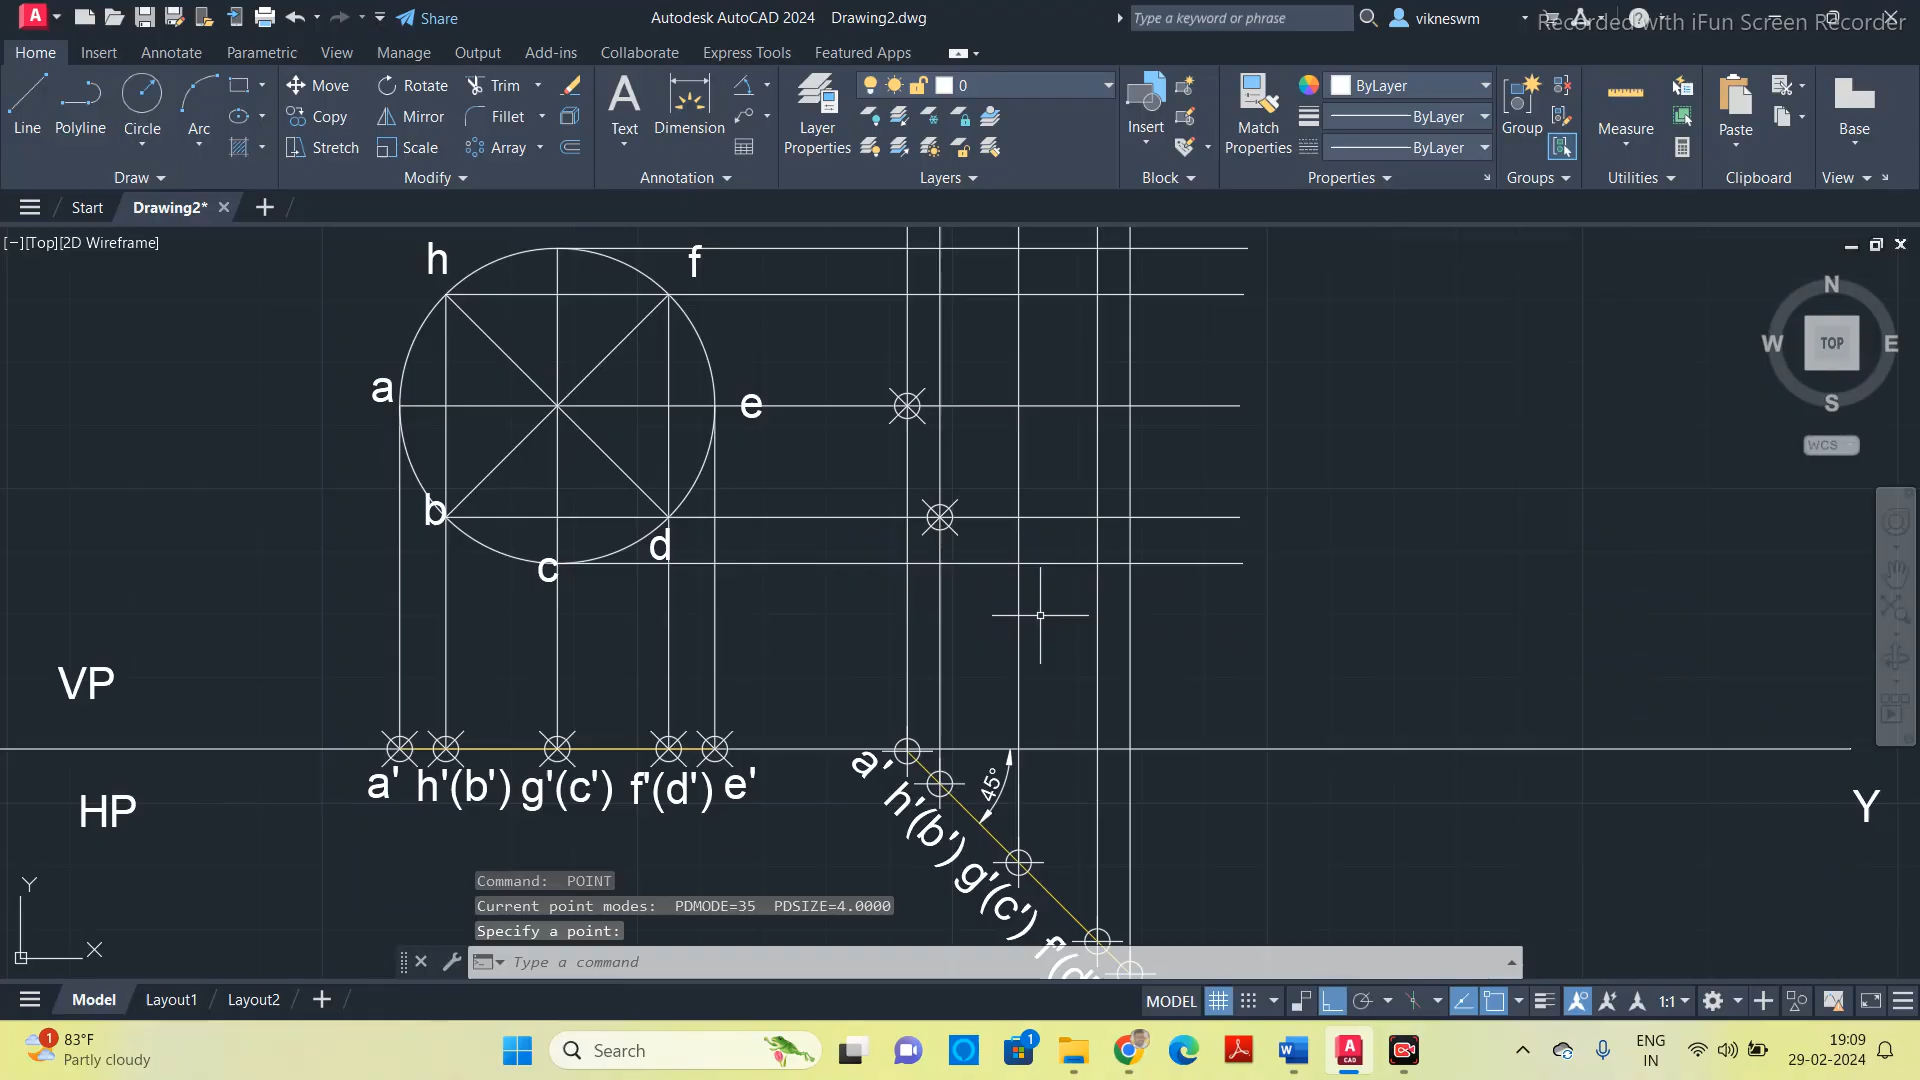 Share
Autodesk AutoCAD 2024 Drawing2.dwg
Type a keyword or phrase
vikneswm
Recorded with iFun Screen Recorder
Home Insert Annotate Parametric View Manage Output Add-ins Collaborate Express Tools Featured Apps
Line Polyline Circle Arc
Move Rotate Trim
Copy Mirror Fillet
Stretch Scale Array
Text Dimension
Layer Properties
0
Insert
Match Properties
ByLayer
ByLayer
ByLayer
Group
Measure
Paste
Base
Draw Modify Annotation Layers Block Properties Groups Utilities Clipboard View
Start Drawing2*
[−][Top][2D Wireframe]
N
W TOP E
S
WCS
h f
a e
b d
c
VP
HP
a' h'(b') g'(c') f'(d') e'
a' h'(b') g'(c')
45°
Y
Command: POINT
Current point modes: PDMODE=35 PDSIZE=4.0000
Specify a point:
Type a command
Y
X
Model Layout1 Layout2
MODEL
1:1
1
83°F
Partly cloudy
Search
1
ENG
IN
19:09
29-02-2024